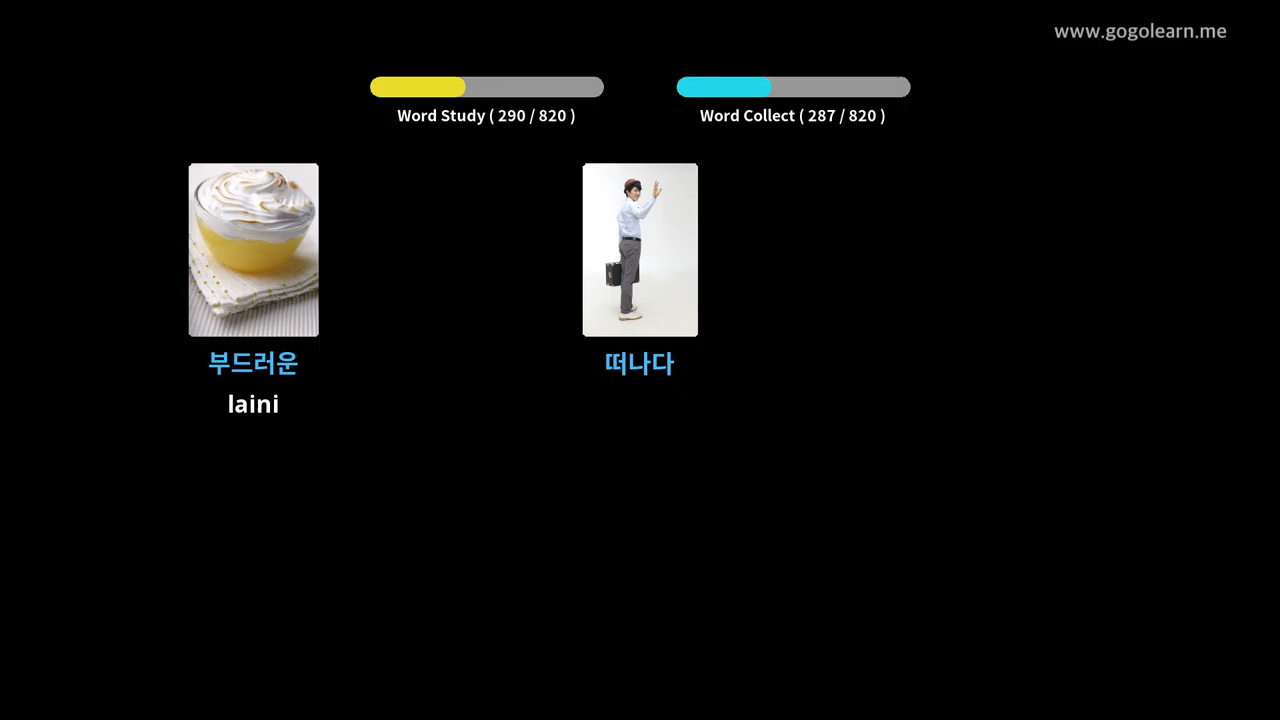 www.gogolearn.me
Word Study ( 290 / 820 )
Word Collect ( 287 / 820 )
부드러운
laini
떠나다